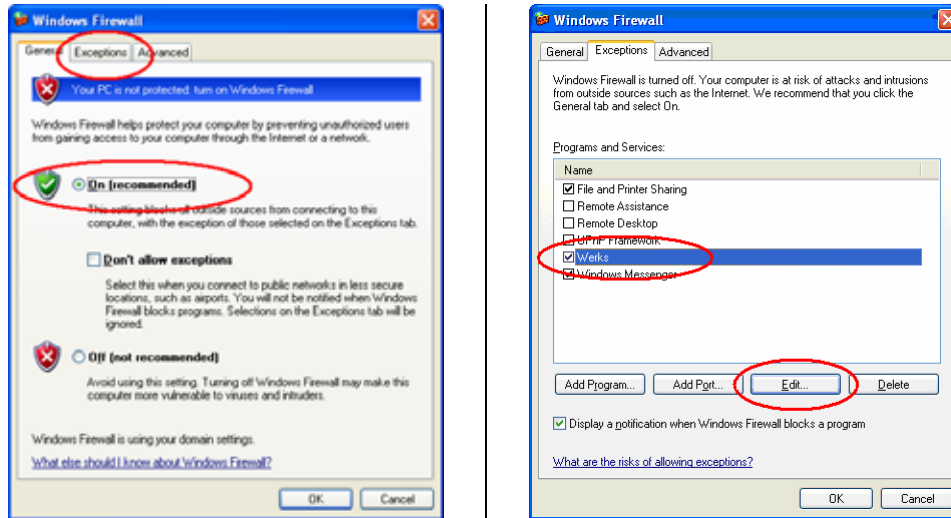 Windows Firewall
General Exceptions Advanced
Your PC is not protected: turn on Windows Firewall
Windows Firewall helps protect your computer by preventing unauthorized users
from gaining access to your computer through the Internet or a network.
On (recommended)
This setting blocks all outside sources from connecting to this
computer, with the exception of those selected on the Exceptions tab.
Don't allow exceptions
Select this when you connect to public networks in less secure
locations, such as airports. You will not be notified when Windows
Firewall blocks programs. Selections on the Exceptions tab will be
ignored.
Off (not recommended)
Avoid using this setting. Turning off Windows Firewall may make this
computer more vulnerable to viruses and intruders.
Windows Firewall is using your domain settings.
What else should I know about Windows Firewall?
OK Cancel
Windows Firewall
General Exceptions Advanced
Windows Firewall is turned off. Your computer is at risk of attacks and intrusions
from outside sources such as the Internet. We recommend that you click the
General tab and select On.
Programs and Services:
Name
File and Printer Sharing
Remote Assistance
Remote Desktop
UPnP Framework
Werks
Windows Messenger
Add Program... Add Port... Edit... Delete
Display a notification when Windows Firewall blocks a program
What are the risks of allowing exceptions?
OK Cancel